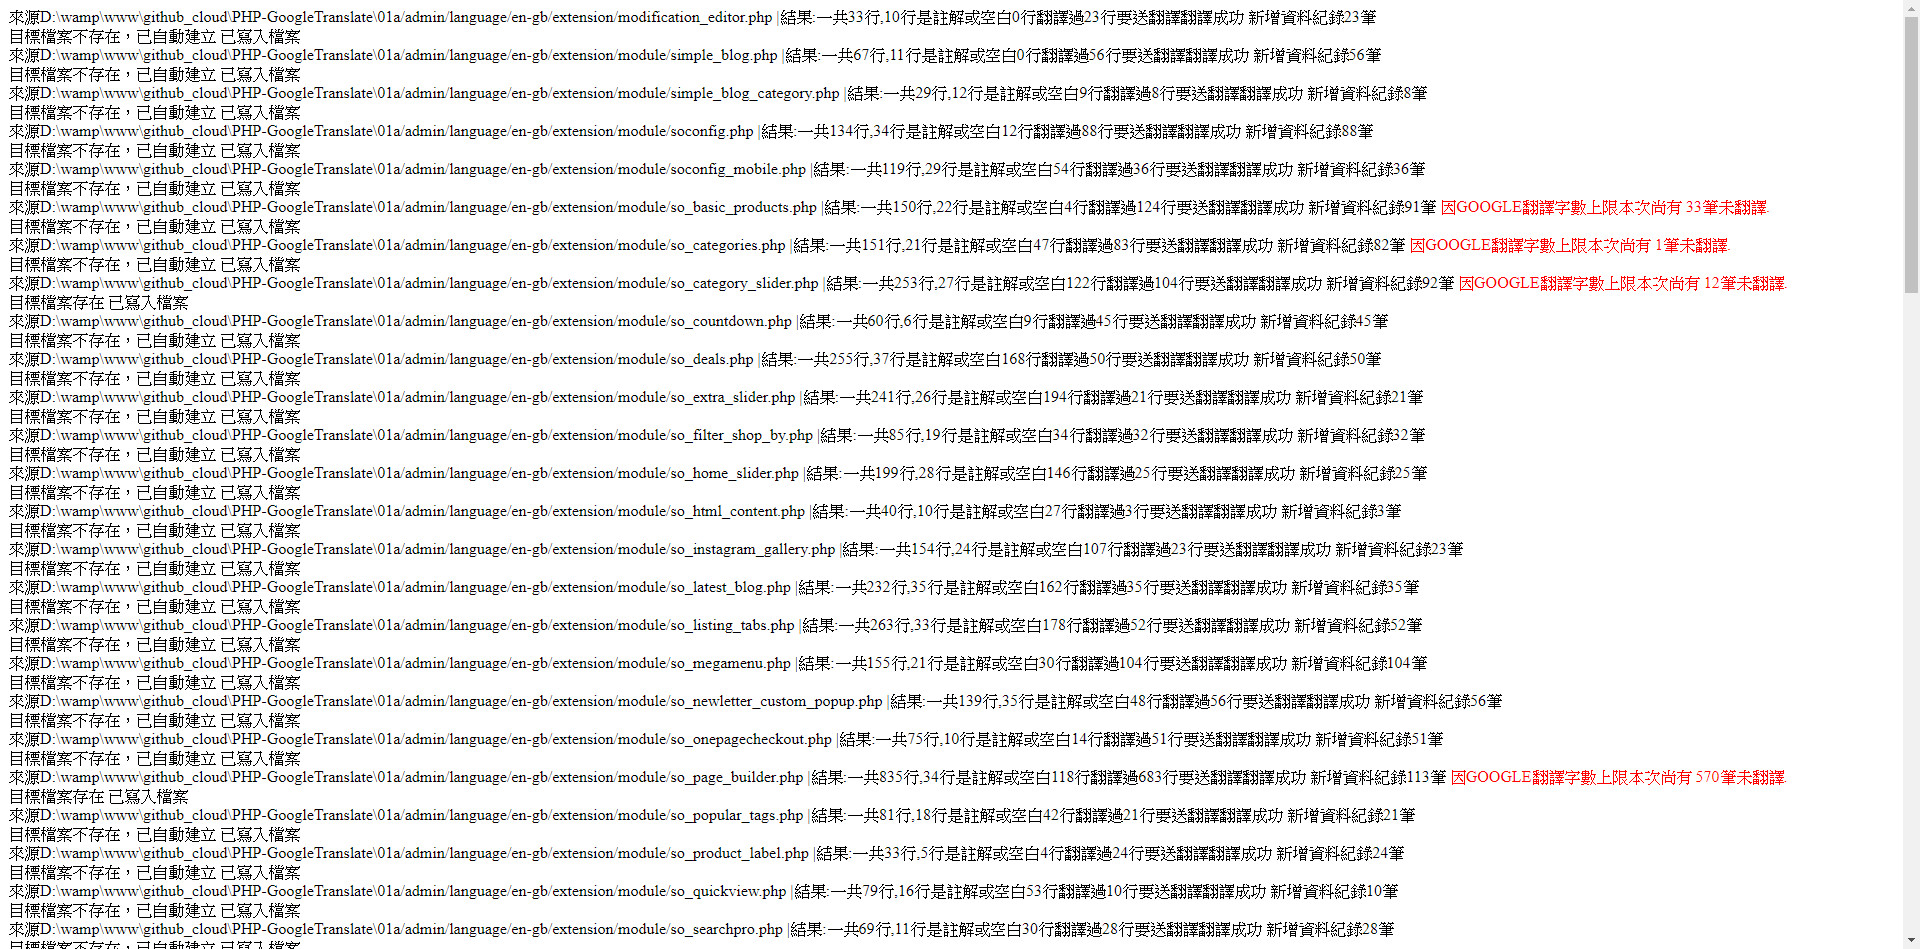 來源D:\wamp\www\github_cloud\PHP-GoogleTranslate\01a/admin/language/en-gb/extension/modification_editor.php |結果:一共33行,10行是註解或空白0行翻譯過23行要送翻譯翻譯成功 新增資料紀錄23筆
目標檔案不存在，已自動建立 已寫入檔案
來源D:\wamp\www\github_cloud\PHP-GoogleTranslate\01a/admin/language/en-gb/extension/module/simple_blog.php |結果:一共67行,11行是註解或空白0行翻譯過56行要送翻譯翻譯成功 新增資料紀錄56筆
目標檔案不存在，已自動建立 已寫入檔案
來源D:\wamp\www\github_cloud\PHP-GoogleTranslate\01a/admin/language/en-gb/extension/module/simple_blog_category.php |結果:一共29行,12行是註解或空白9行翻譯過8行要送翻譯翻譯成功 新增資料紀錄8筆
目標檔案不存在，已自動建立 已寫入檔案
來源D:\wamp\www\github_cloud\PHP-GoogleTranslate\01a/admin/language/en-gb/extension/module/soconfig.php |結果:一共134行,34行是註解或空白12行翻譯過88行要送翻譯翻譯成功 新增資料紀錄88筆
目標檔案不存在，已自動建立 已寫入檔案
來源D:\wamp\www\github_cloud\PHP-GoogleTranslate\01a/admin/language/en-gb/extension/module/soconfig_mobile.php |結果:一共119行,29行是註解或空白54行翻譯過36行要送翻譯翻譯成功 新增資料紀錄36筆
目標檔案不存在，已自動建立 已寫入檔案
來源D:\wamp\www\github_cloud\PHP-GoogleTranslate\01a/admin/language/en-gb/extension/module/so_basic_products.php |結果:一共150行,22行是註解或空白4行翻譯過124行要送翻譯翻譯成功 新增資料紀錄91筆 因GOOGLE翻譯字數上限本次尚有 33筆未翻譯.
目標檔案不存在，已自動建立 已寫入檔案
來源D:\wamp\www\github_cloud\PHP-GoogleTranslate\01a/admin/language/en-gb/extension/module/so_categories.php |結果:一共151行,21行是註解或空白47行翻譯過83行要送翻譯翻譯成功 新增資料紀錄82筆 因GOOGLE翻譯字數上限本次尚有 1筆未翻譯.
目標檔案不存在，已自動建立 已寫入檔案
來源D:\wamp\www\github_cloud\PHP-GoogleTranslate\01a/admin/language/en-gb/extension/module/so_category_slider.php |結果:一共253行,27行是註解或空白122行翻譯過104行要送翻譯翻譯成功 新增資料紀錄92筆 因GOOGLE翻譯字數上限本次尚有 12筆未翻譯.
目標檔案存在 已寫入檔案
來源D:\wamp\www\github_cloud\PHP-GoogleTranslate\01a/admin/language/en-gb/extension/module/so_countdown.php |結果:一共60行,6行是註解或空白9行翻譯過45行要送翻譯翻譯成功 新增資料紀錄45筆
目標檔案不存在，已自動建立 已寫入檔案
來源D:\wamp\www\github_cloud\PHP-GoogleTranslate\01a/admin/language/en-gb/extension/module/so_deals.php |結果:一共255行,37行是註解或空白168行翻譯過50行要送翻譯翻譯成功 新增資料紀錄50筆
目標檔案不存在，已自動建立 已寫入檔案
來源D:\wamp\www\github_cloud\PHP-GoogleTranslate\01a/admin/language/en-gb/extension/module/so_extra_slider.php |結果:一共241行,26行是註解或空白194行翻譯過21行要送翻譯翻譯成功 新增資料紀錄21筆
目標檔案不存在，已自動建立 已寫入檔案
來源D:\wamp\www\github_cloud\PHP-GoogleTranslate\01a/admin/language/en-gb/extension/module/so_filter_shop_by.php |結果:一共85行,19行是註解或空白34行翻譯過32行要送翻譯翻譯成功 新增資料紀錄32筆
目標檔案不存在，已自動建立 已寫入檔案
來源D:\wamp\www\github_cloud\PHP-GoogleTranslate\01a/admin/language/en-gb/extension/module/so_home_slider.php |結果:一共199行,28行是註解或空白146行翻譯過25行要送翻譯翻譯成功 新增資料紀錄25筆
目標檔案不存在，已自動建立 已寫入檔案
來源D:\wamp\www\github_cloud\PHP-GoogleTranslate\01a/admin/language/en-gb/extension/module/so_html_content.php |結果:一共40行,10行是註解或空白27行翻譯過3行要送翻譯翻譯成功 新增資料紀錄3筆
目標檔案不存在，已自動建立 已寫入檔案
來源D:\wamp\www\github_cloud\PHP-GoogleTranslate\01a/admin/language/en-gb/extension/module/so_instagram_gallery.php |結果:一共154行,24行是註解或空白107行翻譯過23行要送翻譯翻譯成功 新增資料紀錄23筆
目標檔案不存在，已自動建立 已寫入檔案
來源D:\wamp\www\github_cloud\PHP-GoogleTranslate\01a/admin/language/en-gb/extension/module/so_latest_blog.php |結果:一共232行,35行是註解或空白162行翻譯過35行要送翻譯翻譯成功 新增資料紀錄35筆
目標檔案不存在，已自動建立 已寫入檔案
來源D:\wamp\www\github_cloud\PHP-GoogleTranslate\01a/admin/language/en-gb/extension/module/so_listing_tabs.php |結果:一共263行,33行是註解或空白178行翻譯過52行要送翻譯翻譯成功 新增資料紀錄52筆
目標檔案不存在，已自動建立 已寫入檔案
來源D:\wamp\www\github_cloud\PHP-GoogleTranslate\01a/admin/language/en-gb/extension/module/so_megamenu.php |結果:一共155行,21行是註解或空白30行翻譯過104行要送翻譯翻譯成功 新增資料紀錄104筆
目標檔案不存在，已自動建立 已寫入檔案
來源D:\wamp\www\github_cloud\PHP-GoogleTranslate\01a/admin/language/en-gb/extension/module/so_newletter_custom_popup.php |結果:一共139行,35行是註解或空白48行翻譯過56行要送翻譯翻譯成功 新增資料紀錄56筆
目標檔案不存在，已自動建立 已寫入檔案
來源D:\wamp\www\github_cloud\PHP-GoogleTranslate\01a/admin/language/en-gb/extension/module/so_onepagecheckout.php |結果:一共75行,10行是註解或空白14行翻譯過51行要送翻譯翻譯成功 新增資料紀錄51筆
目標檔案不存在，已自動建立 已寫入檔案
來源D:\wamp\www\github_cloud\PHP-GoogleTranslate\01a/admin/language/en-gb/extension/module/so_page_builder.php |結果:一共835行,34行是註解或空白118行翻譯過683行要送翻譯翻譯成功 新增資料紀錄113筆 因GOOGLE翻譯字數上限本次尚有 570筆未翻譯.
目標檔案存在 已寫入檔案
來源D:\wamp\www\github_cloud\PHP-GoogleTranslate\01a/admin/language/en-gb/extension/module/so_popular_tags.php |結果:一共81行,18行是註解或空白42行翻譯過21行要送翻譯翻譯成功 新增資料紀錄21筆
目標檔案不存在，已自動建立 已寫入檔案
來源D:\wamp\www\github_cloud\PHP-GoogleTranslate\01a/admin/language/en-gb/extension/module/so_product_label.php |結果:一共33行,5行是註解或空白4行翻譯過24行要送翻譯翻譯成功 新增資料紀錄24筆
目標檔案不存在，已自動建立 已寫入檔案
來源D:\wamp\www\github_cloud\PHP-GoogleTranslate\01a/admin/language/en-gb/extension/module/so_quickview.php |結果:一共79行,16行是註解或空白53行翻譯過10行要送翻譯翻譯成功 新增資料紀錄10筆
目標檔案不存在，已自動建立 已寫入檔案
來源D:\wamp\www\github_cloud\PHP-GoogleTranslate\01a/admin/language/en-gb/extension/module/so_searchpro.php |結果:一共69行,11行是註解或空白30行翻譯過28行要送翻譯翻譯成功 新增資料紀錄28筆
目標檔案不存在，已自動建立 已寫入檔案